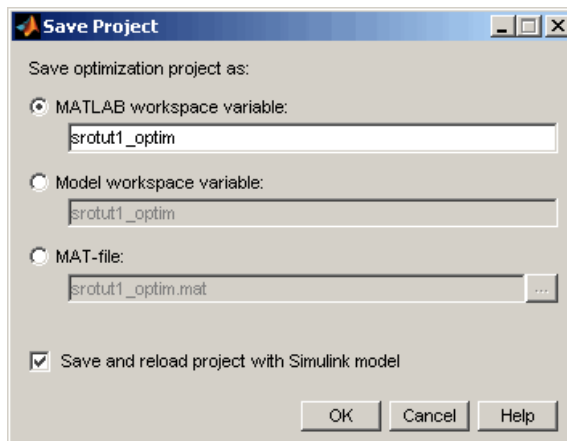 Save Project
Save optimization project as:
MATLAB workspace variable:
srotut1_optim
Model workspace variable:
srotut1_optim
MAT-file:
srotut1_optim.mat
...
Save and reload project with Simulink model
OK Cancel Help